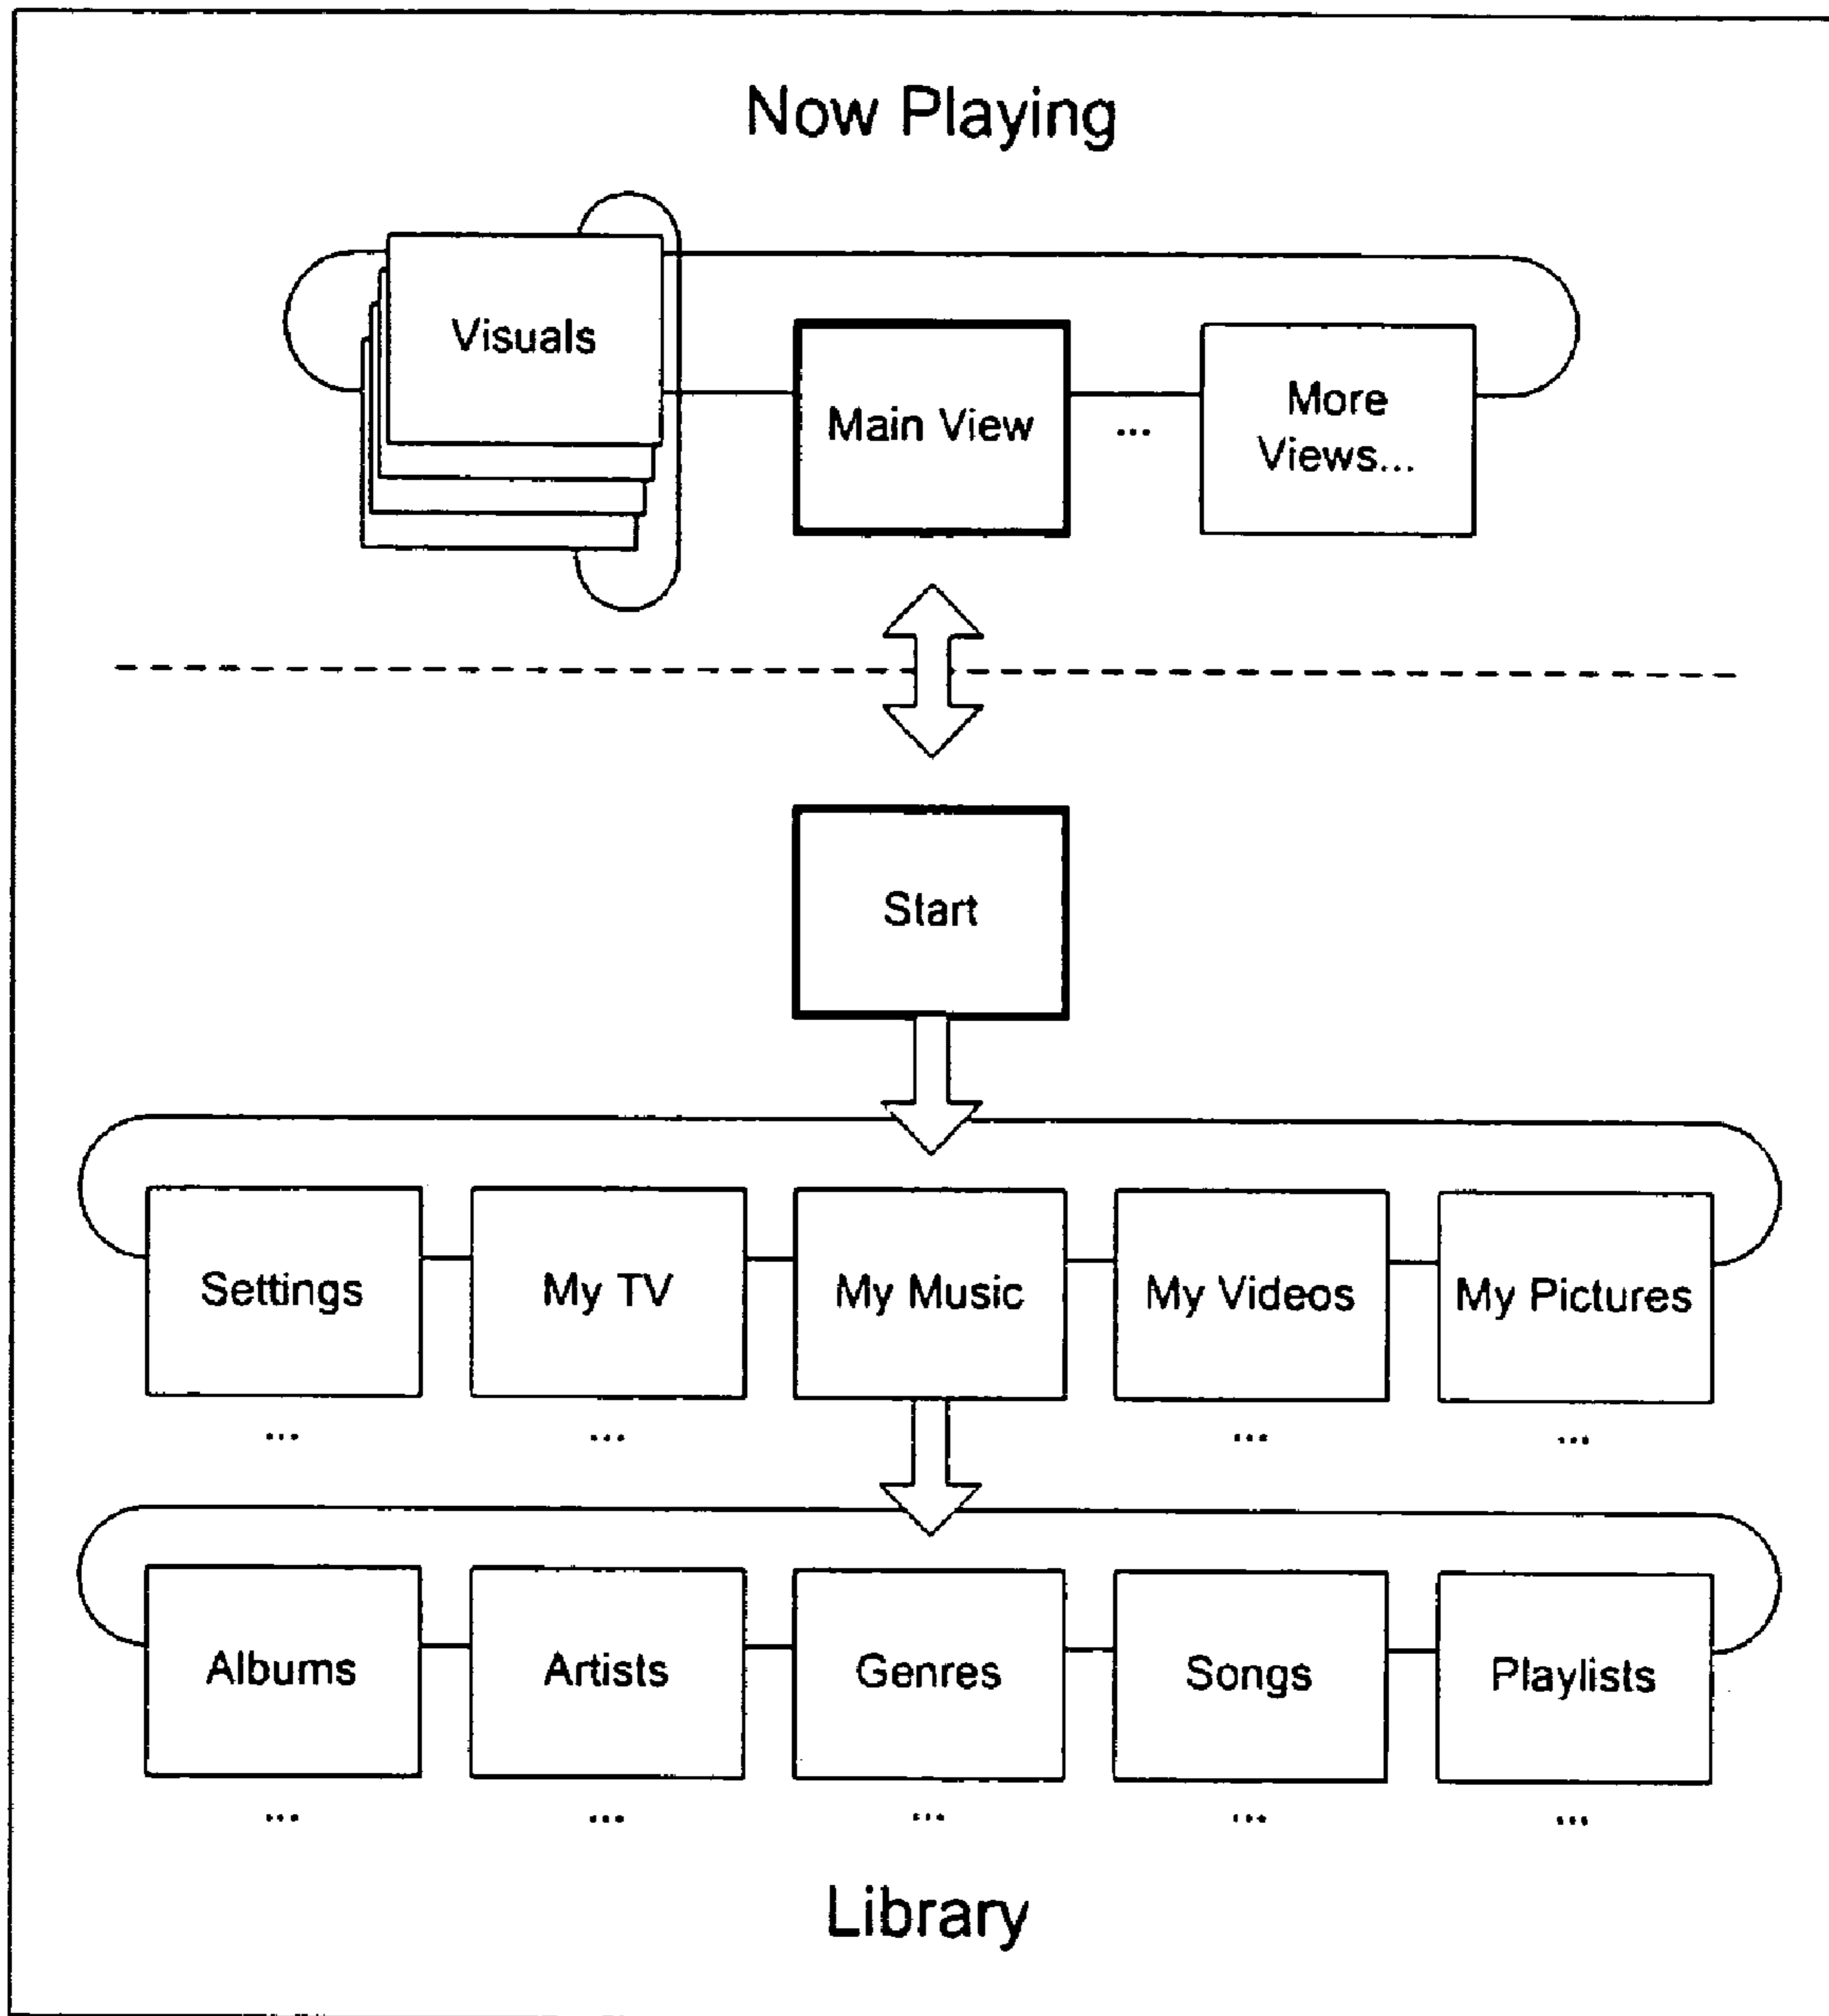 Now Playing
Visuals
Main View
...
More
Views...
Start
Settings
My TV
My Music
My Videos
My Pictures
...
...
...
...
Albums
Artists
Genres
Songs
Playlists
...
...
...
...
...
Library